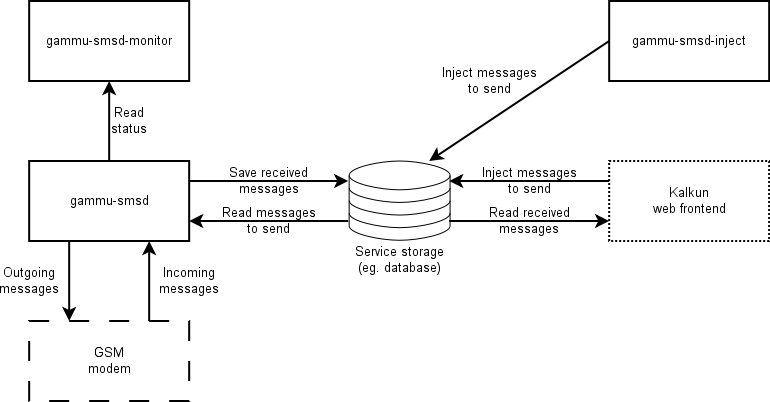 gammu-smsd-monitor
gammu-smsd-inject
Inject messages
to send
Read
status
gammu-smsd
Save received
messages
Read messages
to send
Inject messages
to send
Read received
messages
Kalkun
web frontend
Service storage
(eg. database)
Outgoing
messages
Incoming
messages
GSM
modem